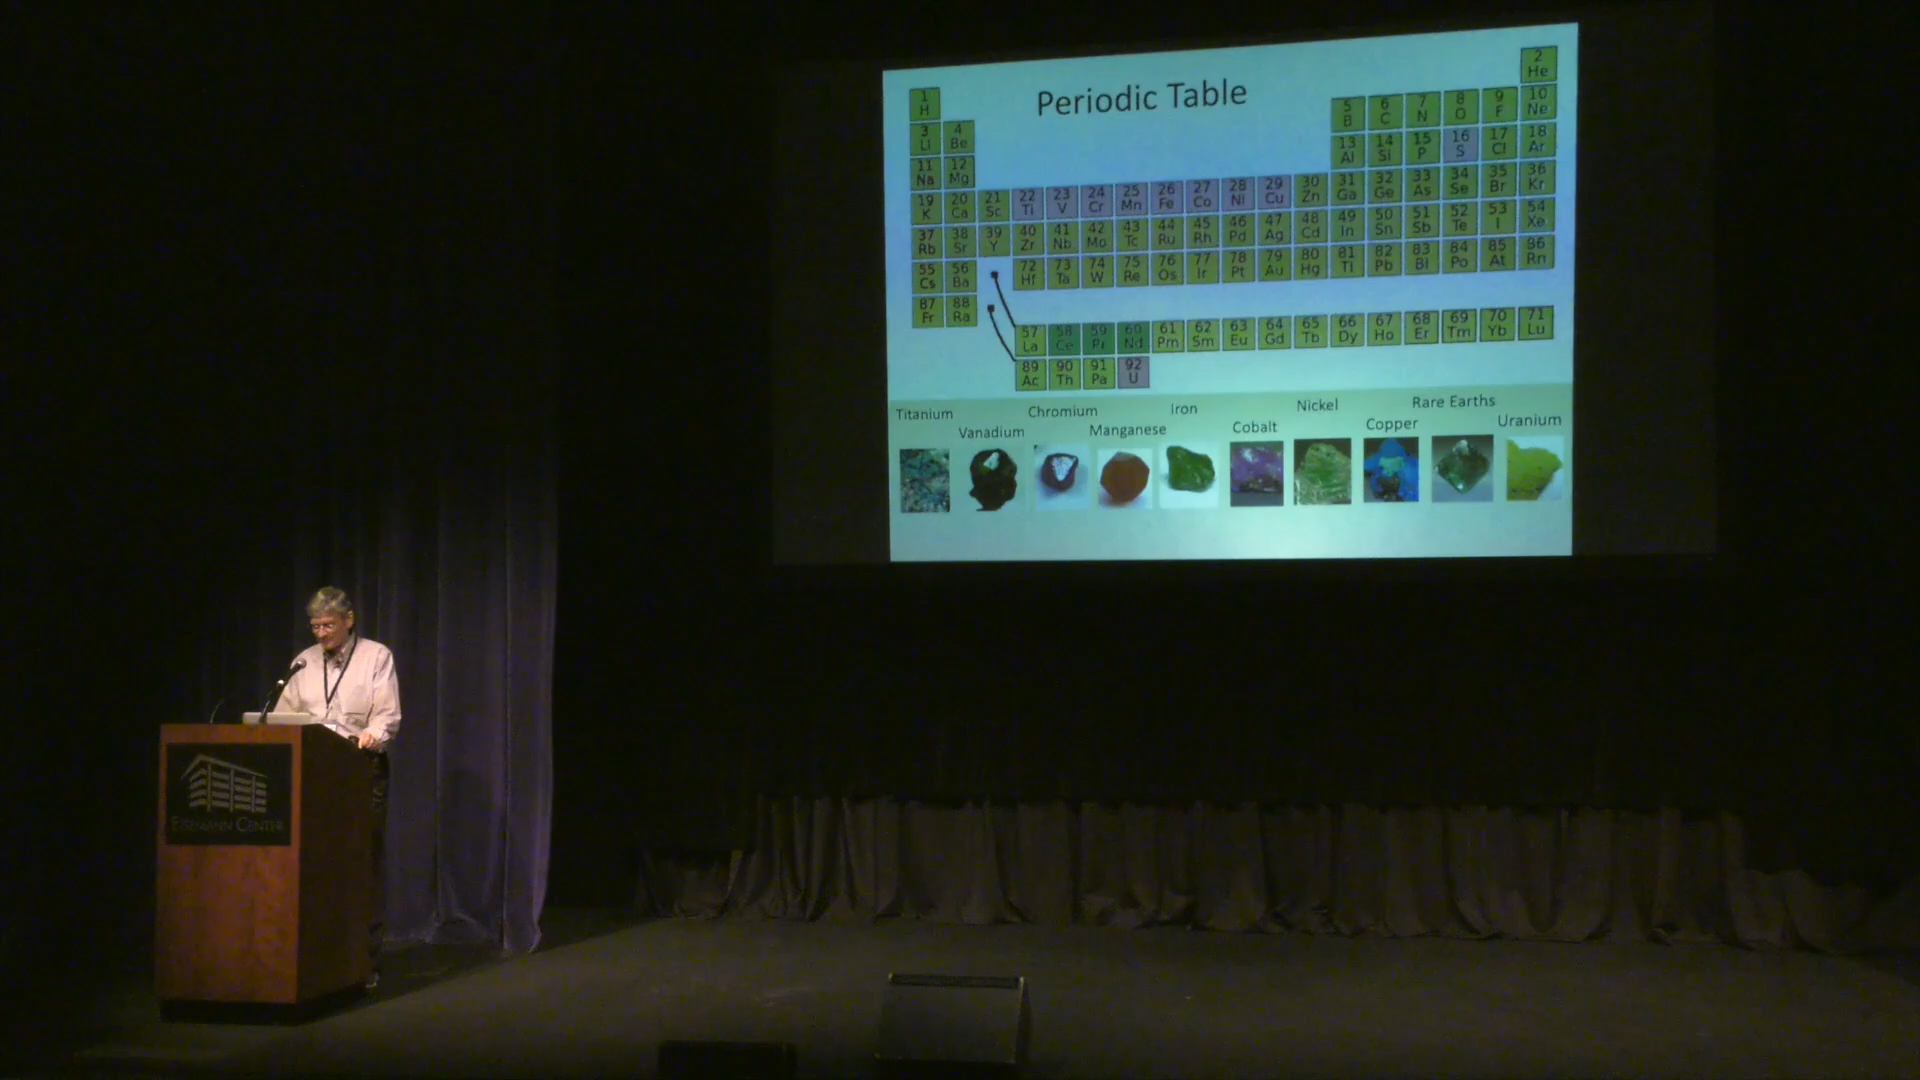 Periodic Table
2 He
1 H
5 B 6 C 7 N 8 O 9 F 10 Ne
3 Li 4 Be
13 Al 14 Si 15 P 16 S 17 Cl 18 Ar
11 Na 12 Mg
19 K 20 Ca 21 Sc 22 Ti 23 V 24 Cr 25 Mn 26 Fe 27 Co 28 Ni 29 Cu 30 Zn 31 Ga 32 Ge 33 As 34 Se 35 Br 36 Kr
37 Rb 38 Sr 39 Y 40 Zr 41 Nb 42 Mo 43 Tc 44 Ru 45 Rh 46 Pd 47 Ag 48 Cd 49 In 50 Sn 51 Sb 52 Te 53 I 54 Xe
55 Cs 56 Ba 72 Hf 73 Ta 74 W 75 Re 76 Os 77 Ir 78 Pt 79 Au 80 Hg 81 Tl 82 Pb 83 Bi 84 Po 85 At 86 Rn
87 Fr 88 Ra
57 La 58 Ce 59 Pr 60 Nd 61 Pm 62 Sm 63 Eu 64 Gd 65 Tb 66 Dy 67 Ho 68 Er 69 Tm 70 Yb 71 Lu
89 Ac 90 Th 91 Pa 92 U
Titanium Chromium Iron Nickel Rare Earths
Vanadium Manganese Cobalt Copper Uranium
EISEMANN CENTER